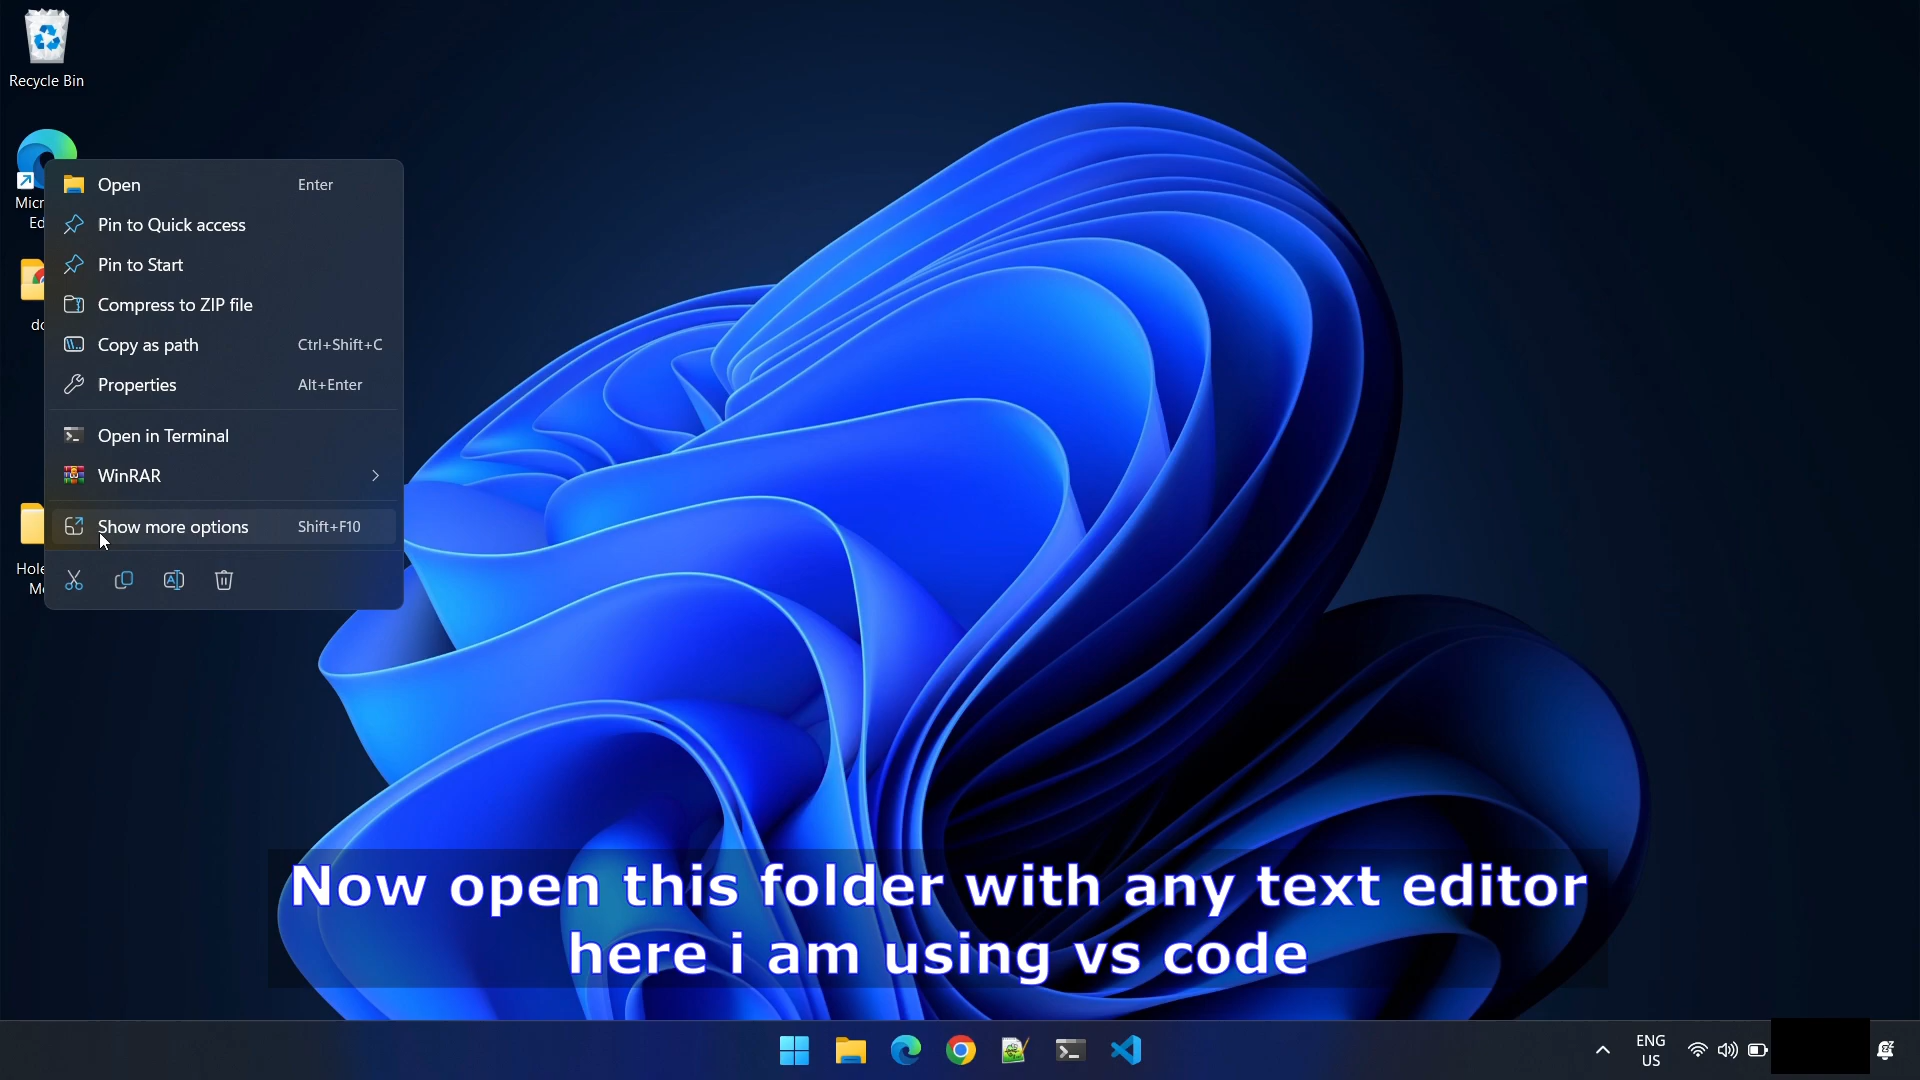 Recycle Bin
Open Enter
Pin to Quick access
Pin to Start
Compress to ZIP file
Copy as path Ctrl+Shift+C
Properties Alt+Enter
Open in Terminal
WinRAR
Show more options Shift+F10
Now open this folder with any text editor
here i am using vs code
ENG
US